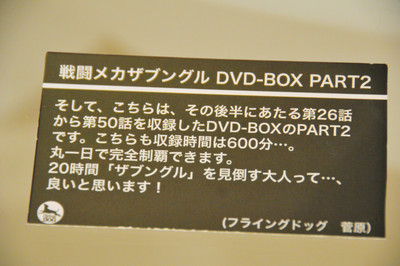 戦闘メカザブングル DVD-BOX PART2
そして、こちらは、その後半にあたる第26話
から第50話を収録したDVD-BOXのPART2
です。こちらも収録時間は600分…。
丸一日で完全制覇できます。
20時間「ザブングル」を見倒す大人って…、
良いと思います！
(フライングドッグ　菅原)